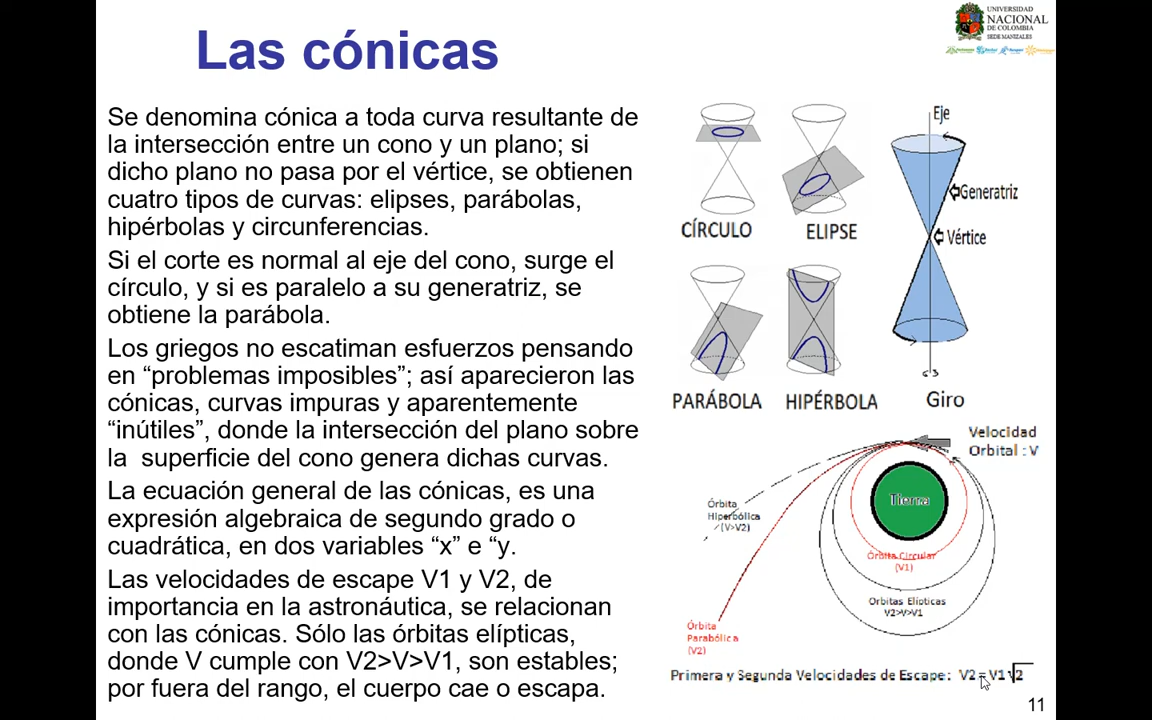 Las cónicas
UNIVERSIDAD
NACIONAL
DE COLOMBIA
SEDE MANIZALES
Se denomina cónica a toda curva resultante de
la intersección entre un cono y un plano; si
dicho plano no pasa por el vértice, se obtienen
cuatro tipos de curvas: elipses, parábolas,
hipérbolas y circunferencias.
Si el corte es normal al eje del cono, surge el
círculo, y si es paralelo a su generatriz, se
obtiene la parábola.
Los griegos no escatiman esfuerzos pensando
en “problemas imposibles”; así aparecieron las
cónicas, curvas impuras y aparentemente
“inútiles”, donde la intersección del plano sobre
la superficie del cono genera dichas curvas.
La ecuación general de las cónicas, es una
expresión algebraica de segundo grado o
cuadrática, en dos variables “x” e “y.
Las velocidades de escape V1 y V2, de
importancia en la astronáutica, se relacionan
con las cónicas. Sólo las órbitas elípticas,
donde V cumple con V2>V>V1, son estables;
por fuera del rango, el cuerpo cae o escapa.
CÍRCULO
ELIPSE
PARÁBOLA
HIPÉRBOLA
Eje
Generatriz
Vértice
Giro
Velocidad
Orbital : V
Tierra
Órbita
Hiperbólica
(V>V2)
Órbita Circular
(V1)
Orbitas Elípticas
V2>V>V1
Órbita
Parabólica
(V2)
Primera y Segunda Velocidades de Escape: V2 = V1 √2
11